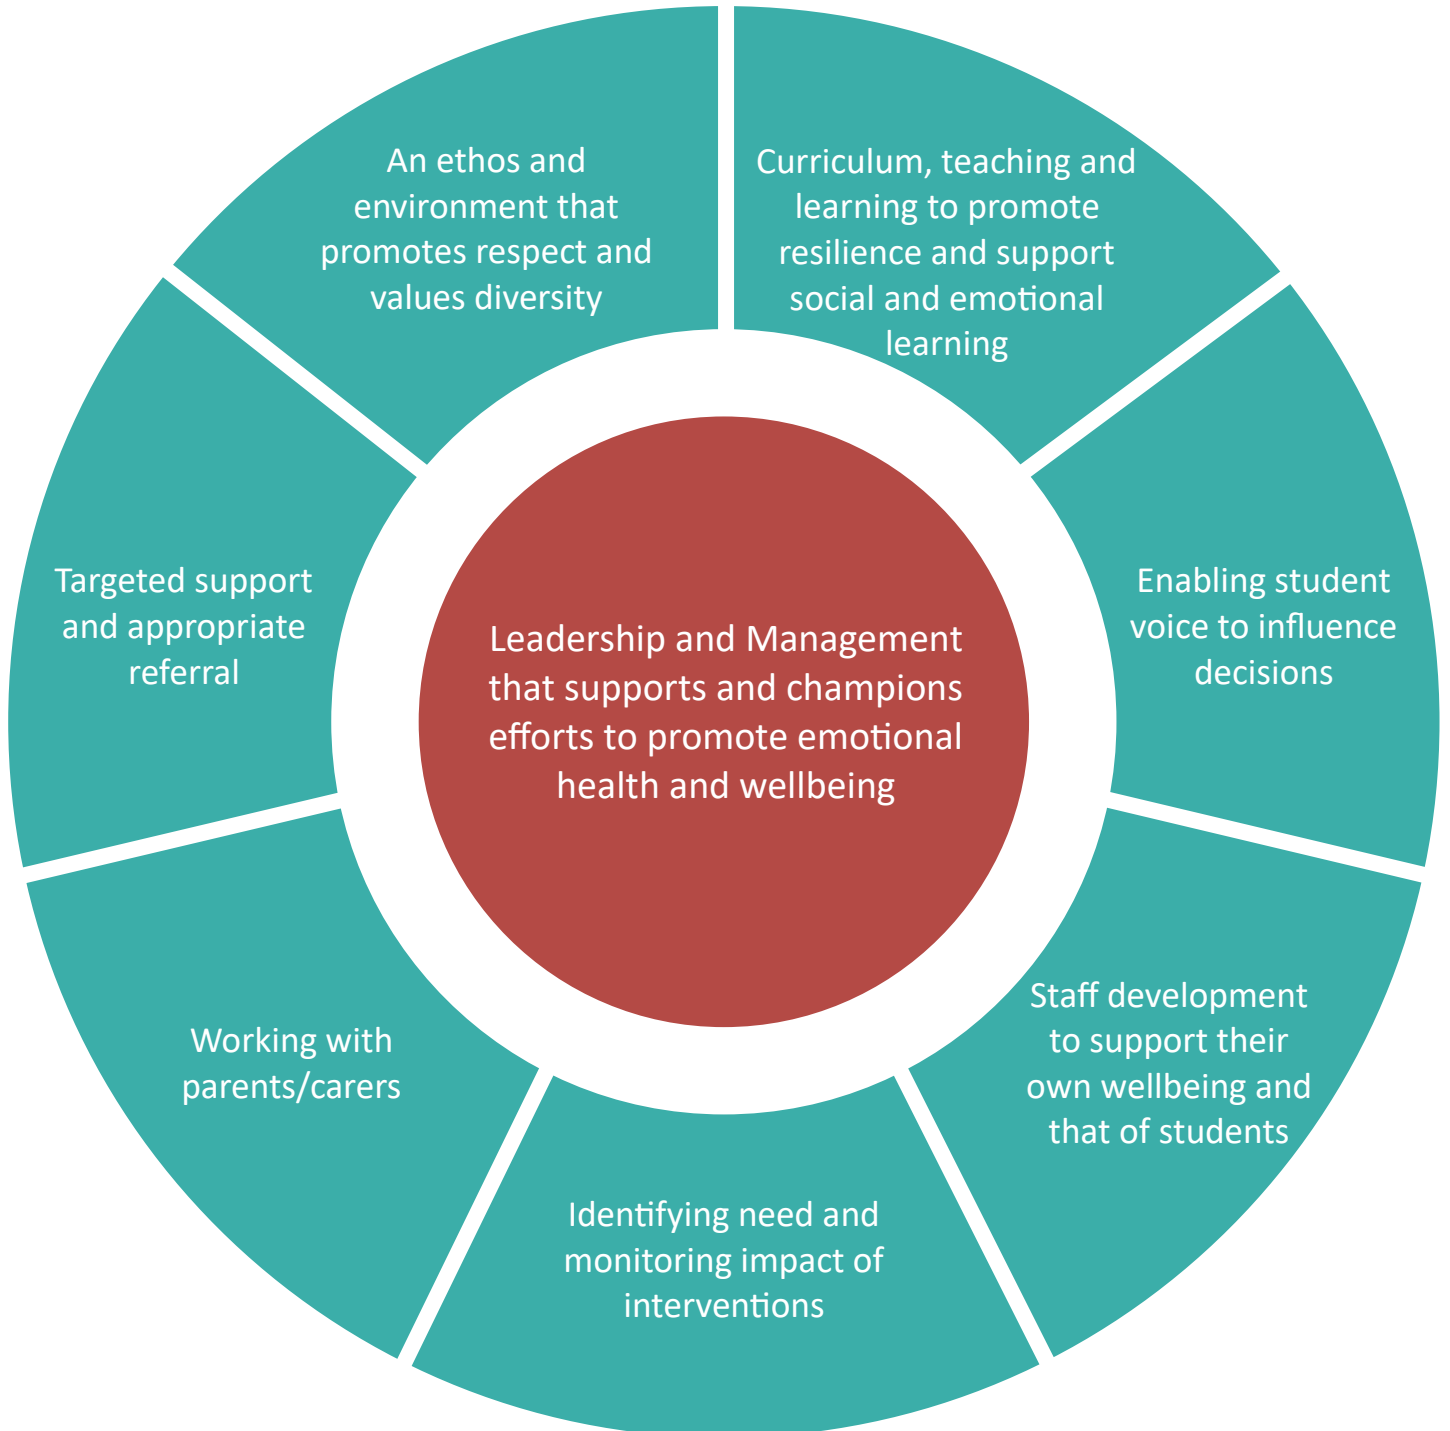 An ethos and
environment that
promotes respect and
values diversity
Curriculum, teaching and
learning to promote
resilience and support
social and emotional
learning
Enabling student
voice to influence
decisions
Staff development
to support their
own wellbeing and
that of students
Identifying need and
monitoring impact of
interventions
Working with
parents/carers
Targeted support
and appropriate
referral
Leadership and Management
that supports and champions
efforts to promote emotional
health and wellbeing